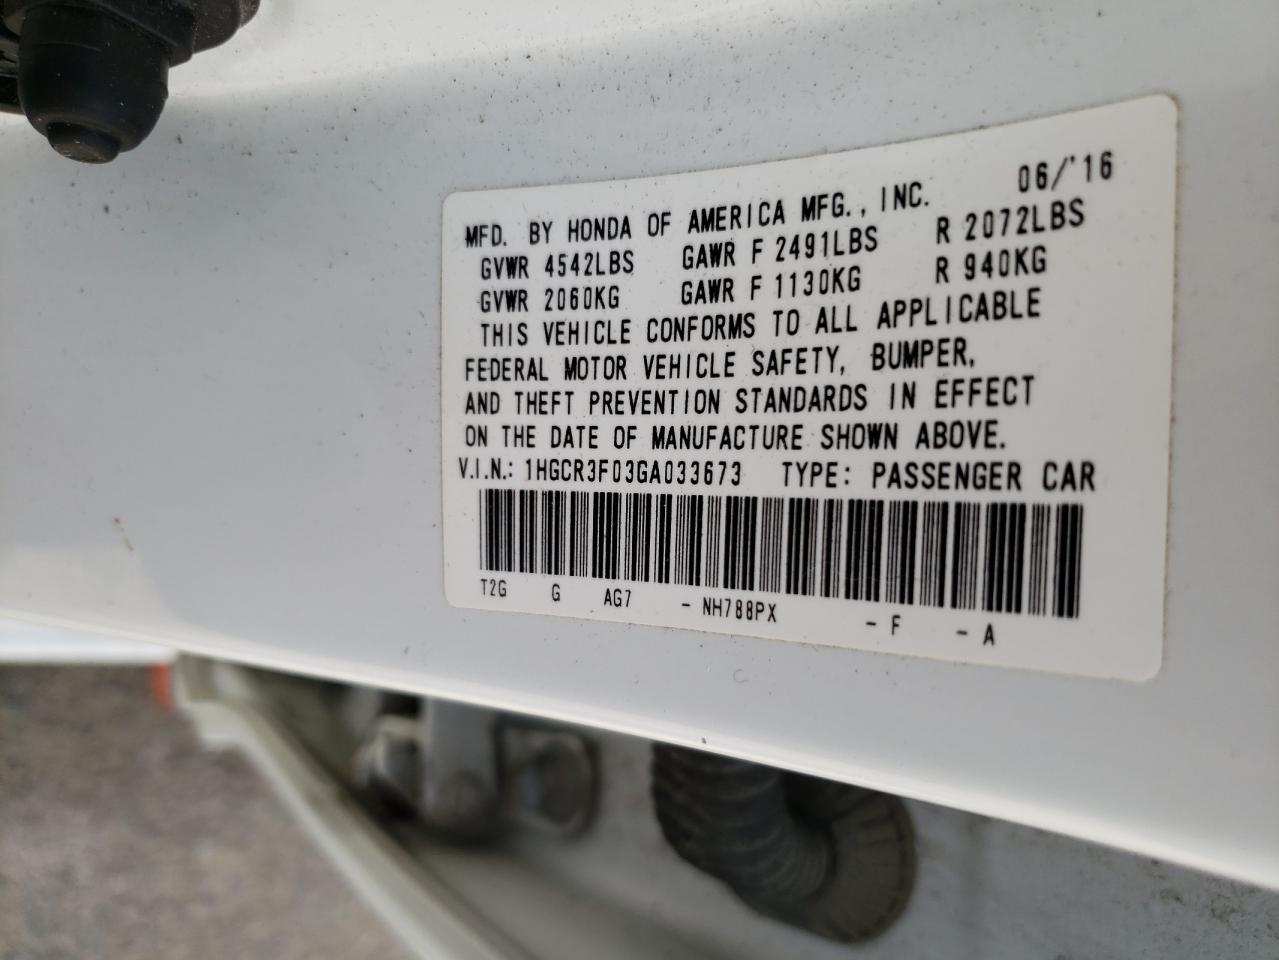 06/'16
MFD. BY HONDA OF AMERICA MFG., INC.
GVWR 4542LBS GAWR F 2491LBS R 2072LBS
GVWR 2060KG GAWR F 1130KG R 940KG
THIS VEHICLE CONFORMS TO ALL APPLICABLE
FEDERAL MOTOR VEHICLE SAFETY, BUMPER,
AND THEFT PREVENTION STANDARDS IN EFFECT
ON THE DATE OF MANUFACTURE SHOWN ABOVE.
V.I.N.: 1HGCR3F03GA033673 TYPE: PASSENGER CAR
T2G G AG7 - NH788PX - F - A